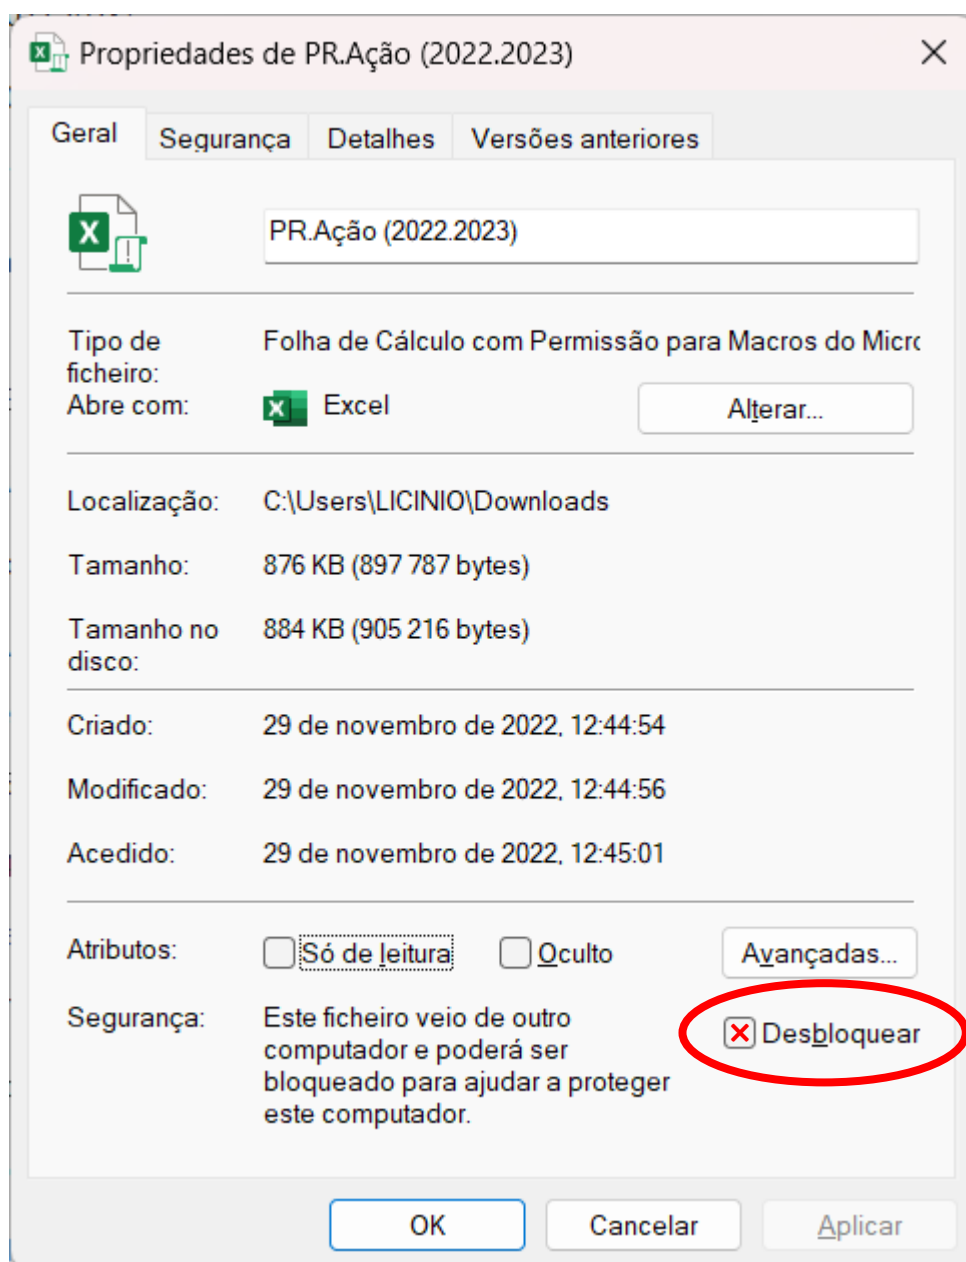 Propriedades de PR.Ação (2022.2023)
Geral
Segurança
Detalhes
Versões anteriores
PR.Ação (2022.2023)
Tipo de
ficheiro:
Folha de Cálculo com Permissão para Macros do Micro
Abre com:
Excel
Alterar...
Localização:
C:\Users\LICINIO\Downloads
Tamanho:
876 KB (897 787 bytes)
Tamanho no
disco:
884 KB (905 216 bytes)
Criado:
29 de novembro de 2022, 12:44:54
Modificado:
29 de novembro de 2022, 12:44:56
Acedido:
29 de novembro de 2022, 12:45:01
Atributos:
Só de leitura
Oculto
Avançadas...
Segurança:
Este ficheiro veio de outro
computador e poderá ser
bloqueado para ajudar a proteger
este computador.
Desbloquear
OK
Cancelar
Aplicar